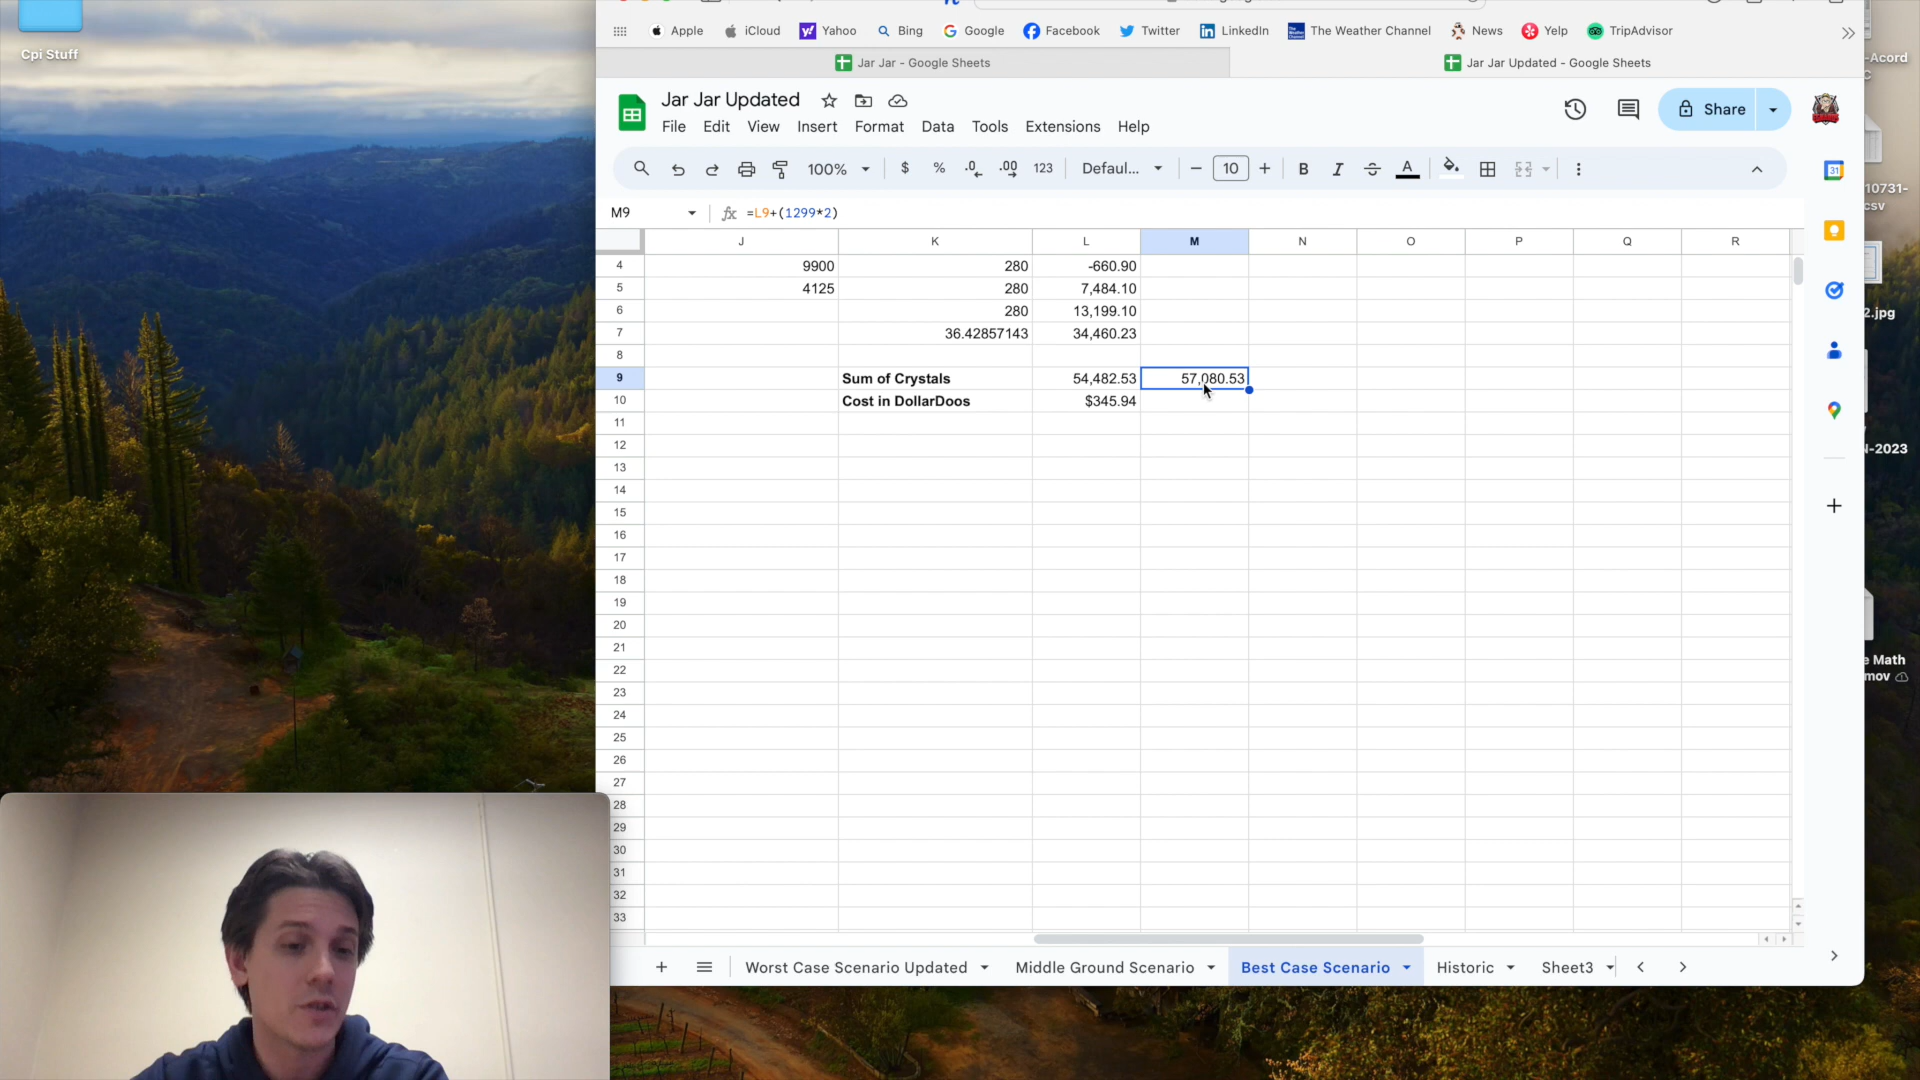 Cpi Stuff
Apple
iCloud
Yahoo
Bing
Google
Facebook
Twitter
LinkedIn
The Weather Channel
News
Yelp
TripAdvisor
Jar Jar - Google Sheets
Jar Jar Updated - Google Sheets
Jar Jar Updated
File
Edit
View
Insert
Format
Data
Tools
Extensions
Help
Share
100%
$
%
.0
.00
123
Defaul...
10
B
I
A
31
M9
fx =L9+(1299*2)
J K L M N O P Q R
4 9900 280 -660.90
5 4125 280 7,484.10
6 280 13,199.10
7 36.42857143 34,460.23
8
9 Sum of Crystals 54,482.53 57,080.53
10 Cost in DollarDoos $345.94
11
12
13
14
15
16
17
18
19
20
21
22
23
24
25
26
27
28
29
30
31
32
33
Worst Case Scenario Updated
Middle Ground Scenario
Best Case Scenario
Historic
Sheet3
-Acord
C
10731-
csv
2.jpg
N-2023
e Math
mov